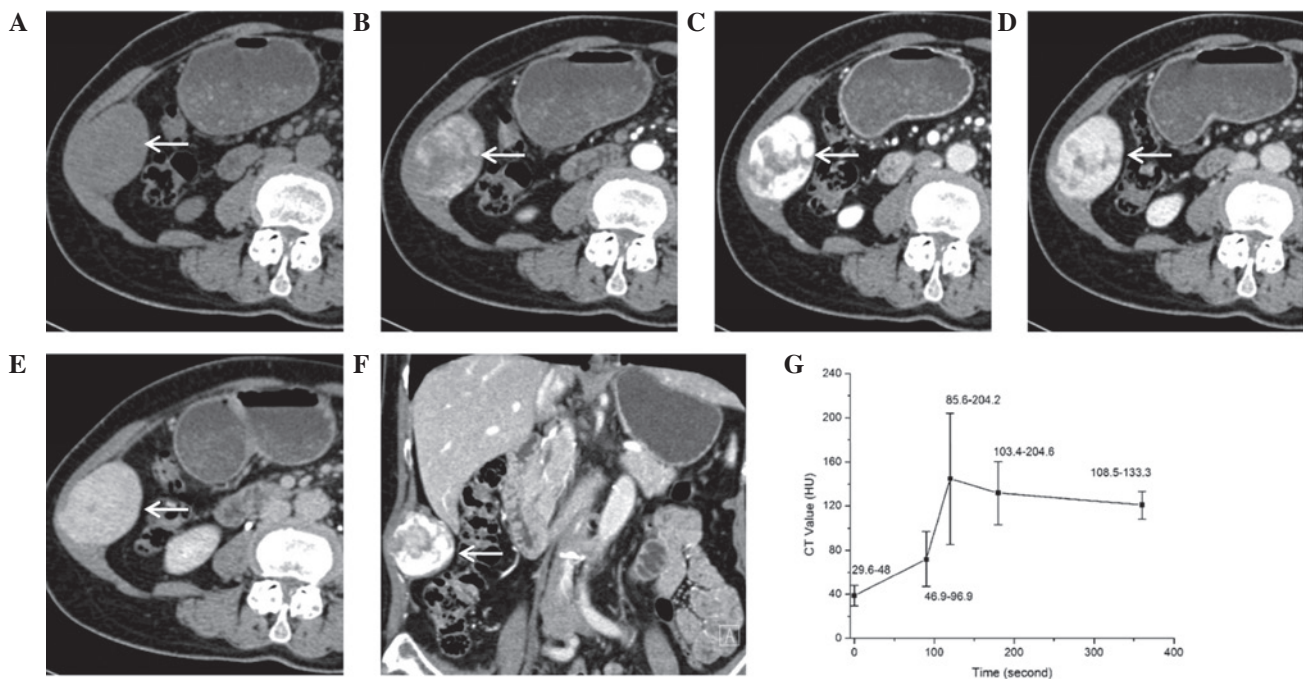 A
B
C
D
E
F
G
A
240
200
160
120
80
40
0
CT Value (HU)
85.6-204.2
103.4-204.6
108.5-133.3
29.6-48
46.9-96.9
0
100
200
300
400
Time (second)